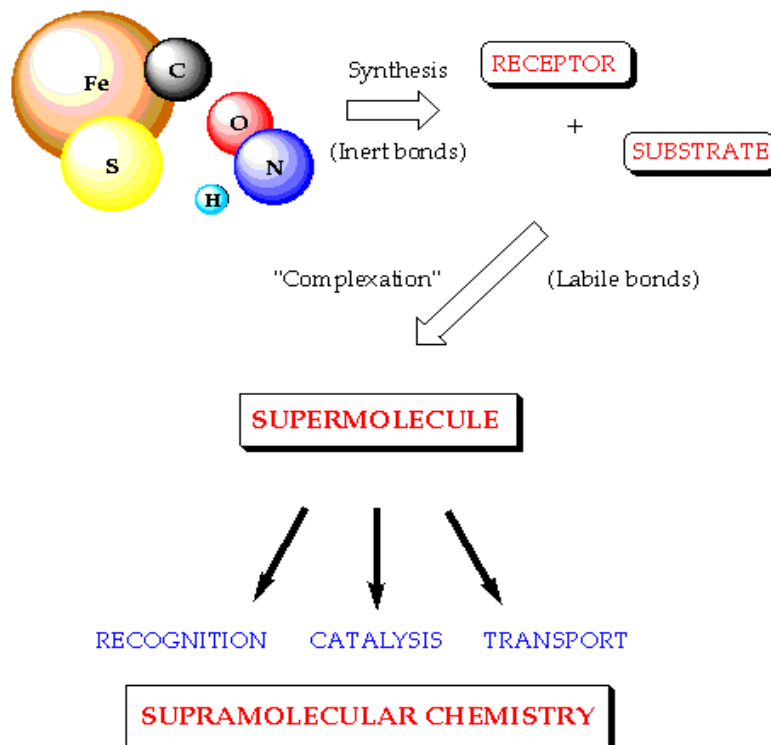 Fe
C
O
S
N
H
Synthesis
(Inert bonds)
RECEPTOR
+
SUBSTRATE
"Complexation"
(Labile bonds)
SUPERMOLECULE
RECOGNITION
CATALYSIS
TRANSPORT
SUPRAMOLECULAR CHEMISTRY